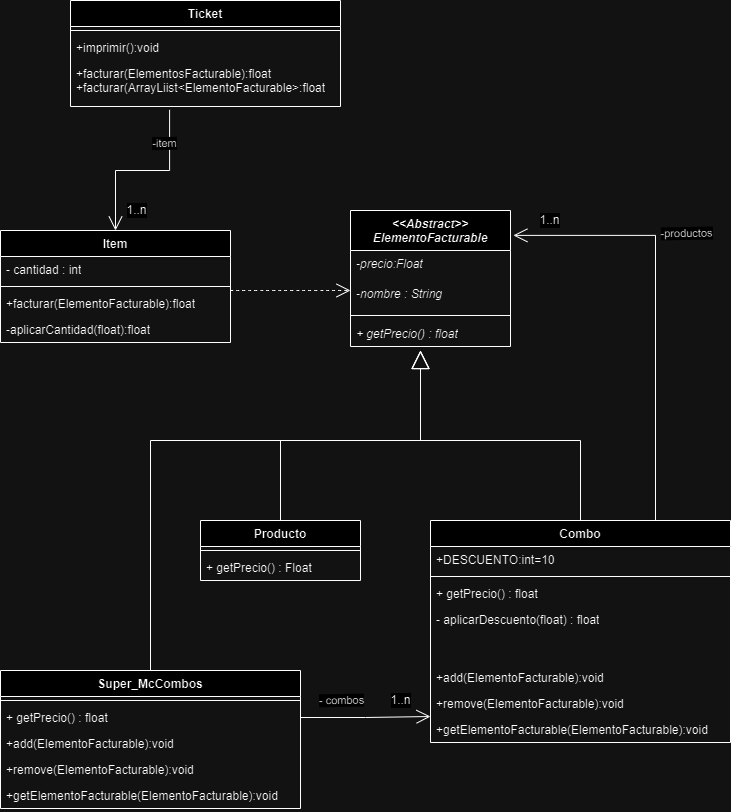 Ticket
+imprimir():void
+facturar(ElementosFacturable):float
+facturar(ArrayLiist<ElementoFacturable>:float
-item
1..n
Item
- cantidad : int
+facturar(ElementoFacturable):float
-aplicarCantidad(float):float
<<Abstract>>
ElementoFacturable
-precio:Float
-nombre : String
+ getPrecio() : float
1..n
-productos
Producto
+ getPrecio() : Float
Combo
+DESCUENTO:int=10
+ getPrecio() : float
- aplicarDescuento(float) : float
+add(ElementoFacturable):void
+remove(ElementoFacturable):void
+getElementoFacturable(ElementoFacturable):void
Super_McCombos
+ getPrecio() : float
+add(ElementoFacturable):void
+remove(ElementoFacturable):void
+getElementoFacturable(ElementoFacturable):void
- combos
1..n